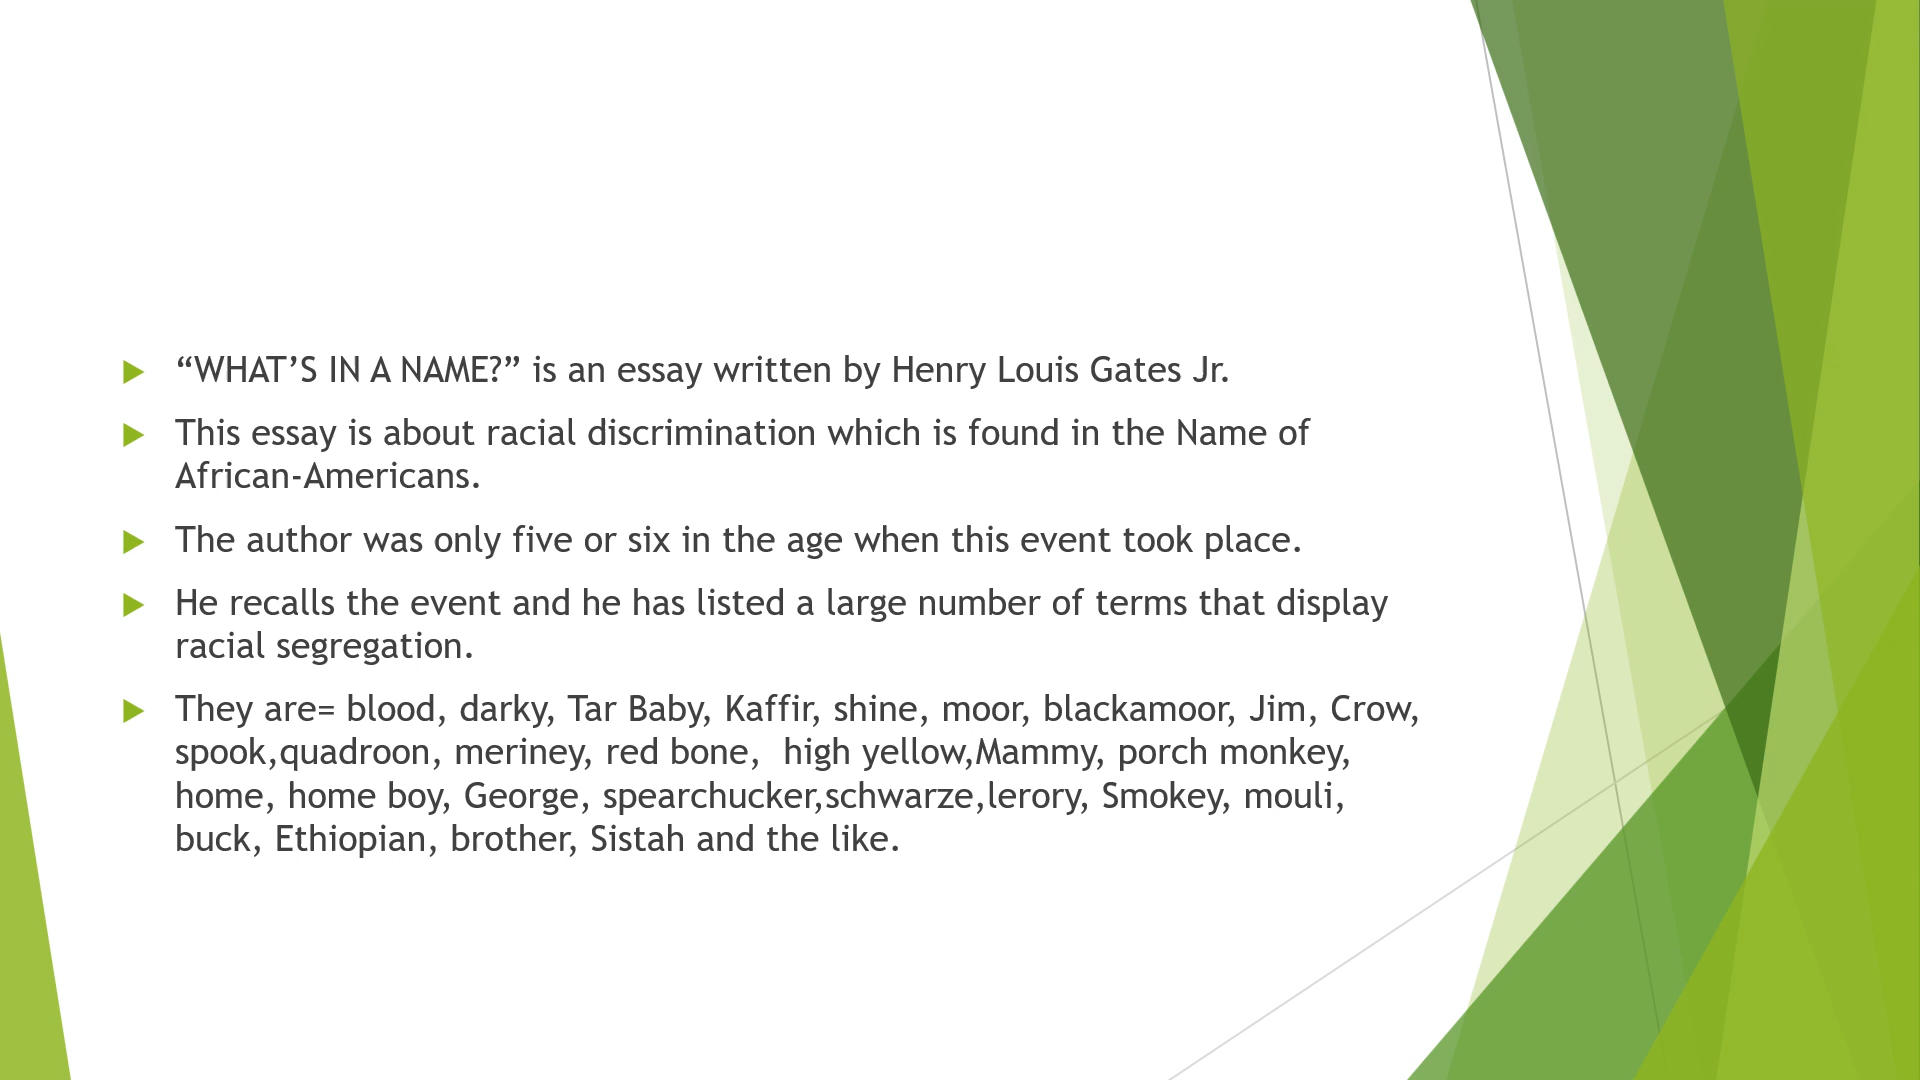 “WHAT’S IN A NAME?” is an essay written by Henry Louis Gates Jr.
This essay is about racial discrimination which is found in the Name of
African-Americans.
The author was only five or six in the age when this event took place.
He recalls the event and he has listed a large number of terms that display
racial segregation.
They are= blood, darky, Tar Baby, Kaffir, shine, moor, blackamoor, Jim, Crow,
spook,quadroon, meriney, red bone,  high yellow,Mammy, porch monkey,
home, home boy, George, spearchucker,schwarze,lerory, Smokey, mouli,
buck, Ethiopian, brother, Sistah and the like.